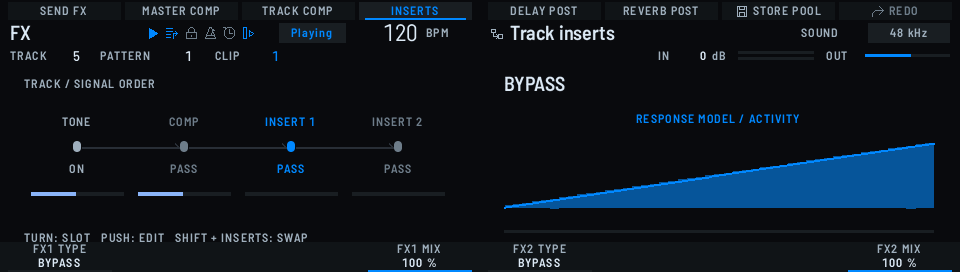 SEND FX MASTER COMP TRACK COMP INSERTS DELAY POST REVERB POST STORE POOL REDO
FX Playing 120 BPM Track inserts SOUND 48 kHz
TRACK 5 PATTERN 1 CLIP 1 IN 0 dB OUT
TRACK / SIGNAL ORDER BYPASS
TONE COMP INSERT 1 INSERT 2 RESPONSE MODEL / ACTIVITY
ON PASS PASS PASS
TURN: SLOT PUSH: EDIT SHIFT + INSERTS: SWAP
FX1 TYPE FX1 MIX FX2 TYPE FX2 MIX
BYPASS 100 % BYPASS 100 %